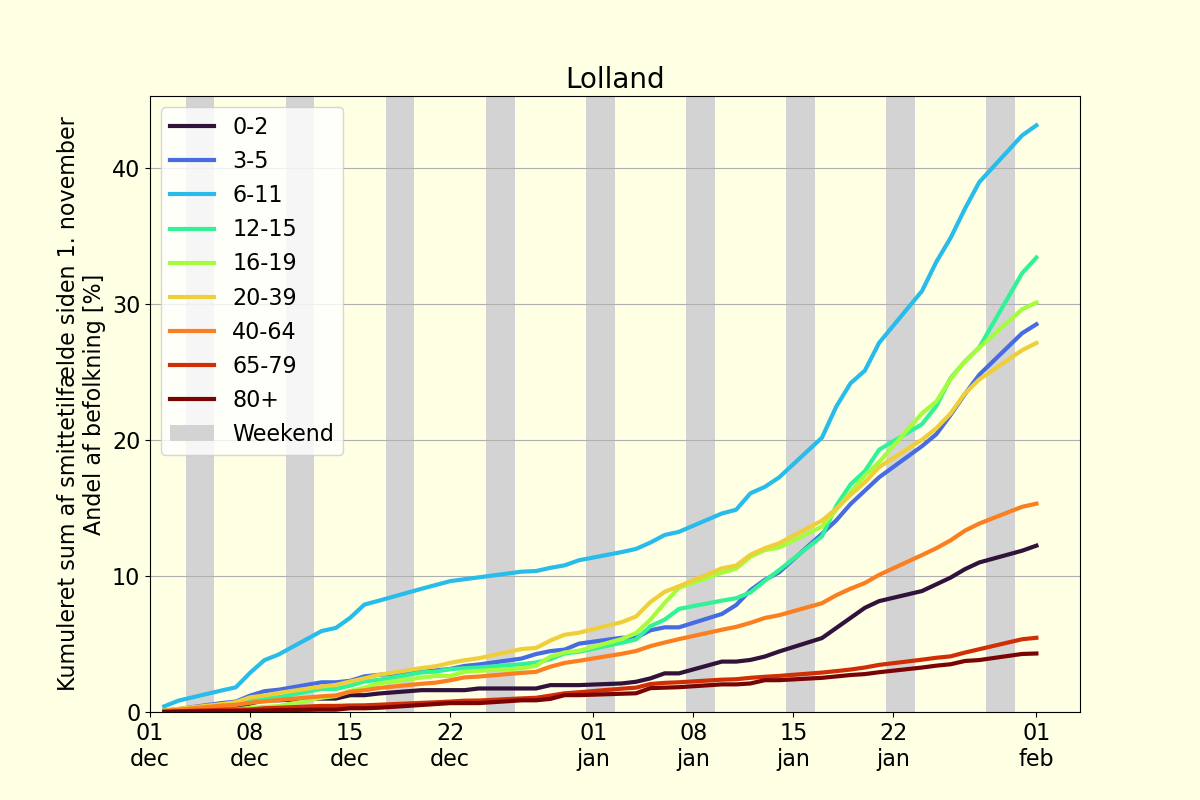 Lolland
Kumuleret sum af smittetilfælde siden 1. november
Andel af befolkning [%]
40
30
20
10
0
0-2
3-5
6-11
12-15
16-19
20-39
40-64
65-79
80+
Weekend
01 08 15 22 01 08 15 22 01
dec dec dec dec jan jan jan jan feb